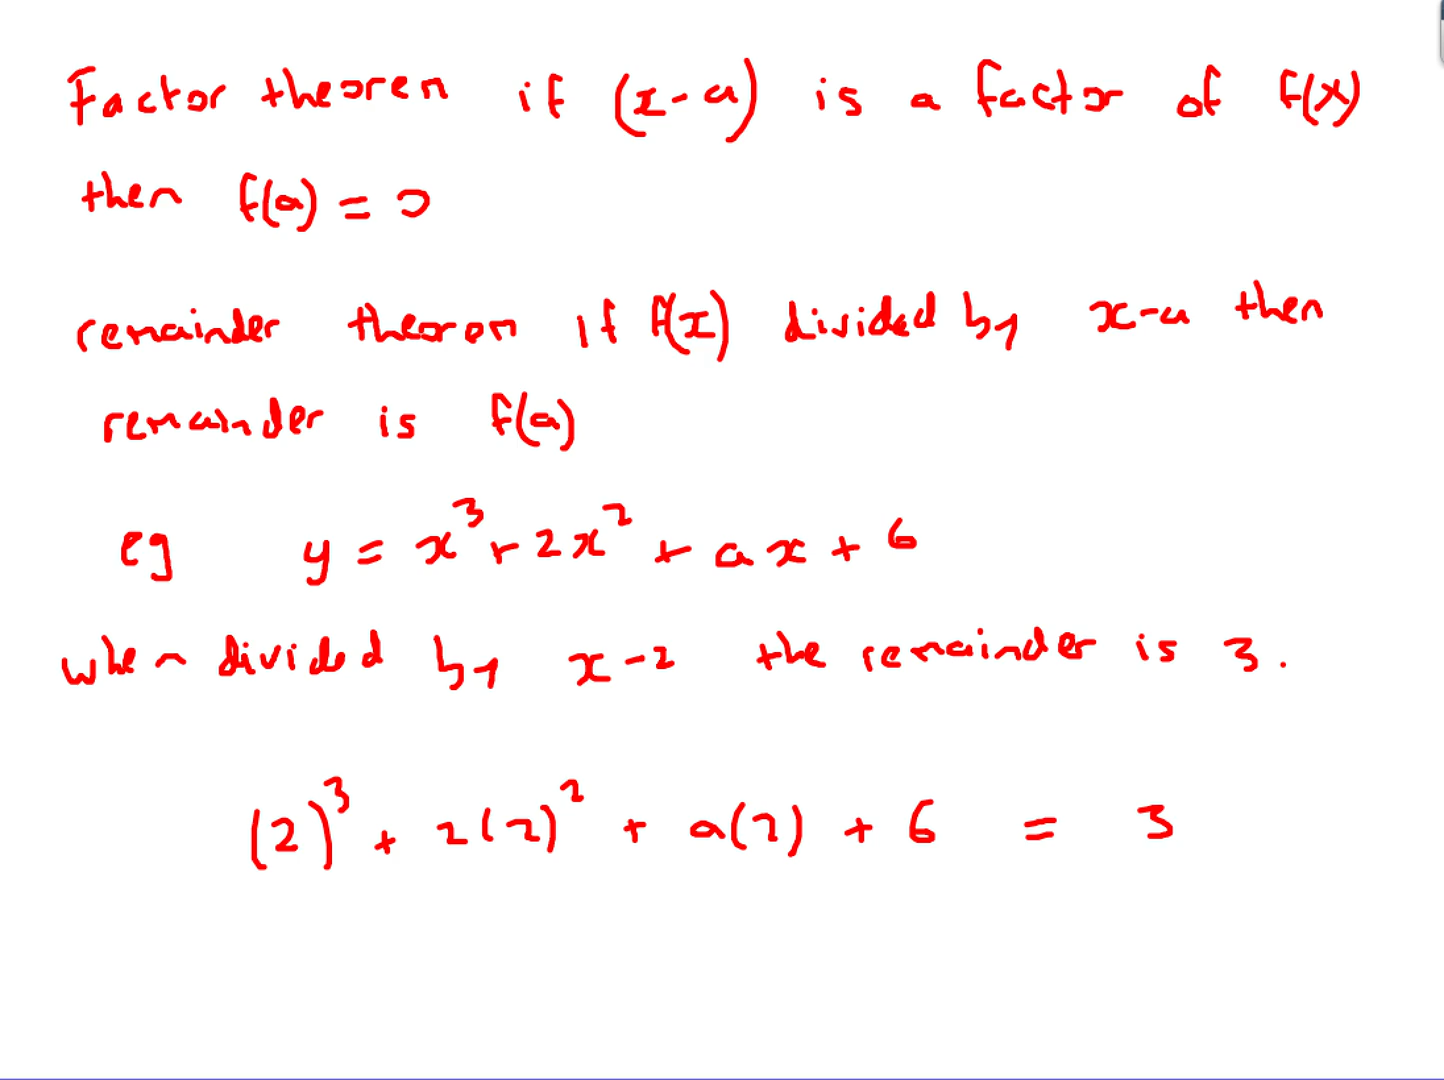 Factor theorem if (x-a) is a factor of f(x)
then f(a) = 0
remainder theorem if f(x) divided by x-a then
remainder is f(a)
eg y = x³ + 2x² + ax + 6
when divided by x-2 the remainder is 3.
(2)³ + 2(2)² + a(2) + 6 = 3